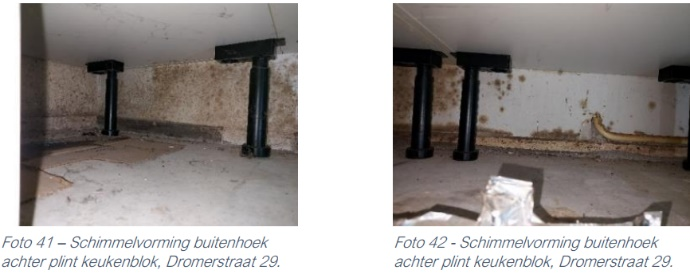 Foto 41 – Schimmelvorming buitenhoek
achter plint keukenblok, Dromerstraat 29.
Foto 42 - Schimmelvorming buitenhoek
achter plint keukenblok, Dromerstraat 29.